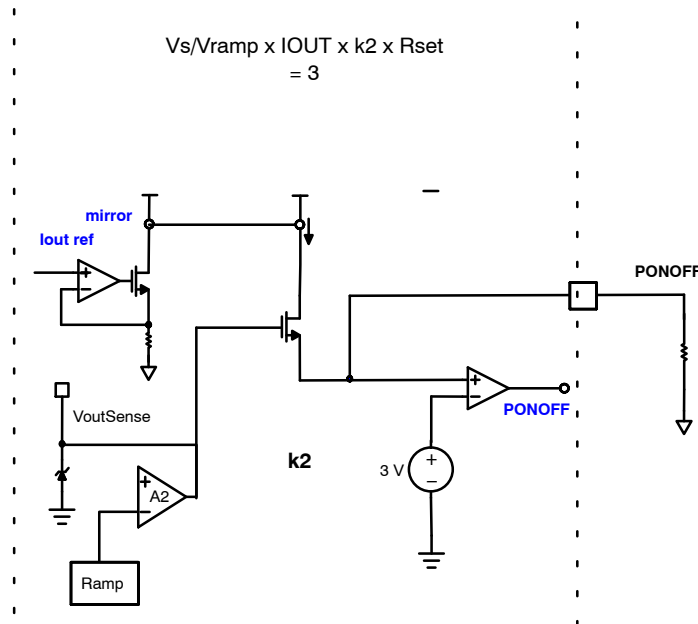 Vs/Vramp x IOUT x k2 x Rset
= 3
mirror
Iout ref
+
−
PONOFF
+
−
PONOFF
VoutSense
k2
3 V
+
−
+
A2
−
Ramp